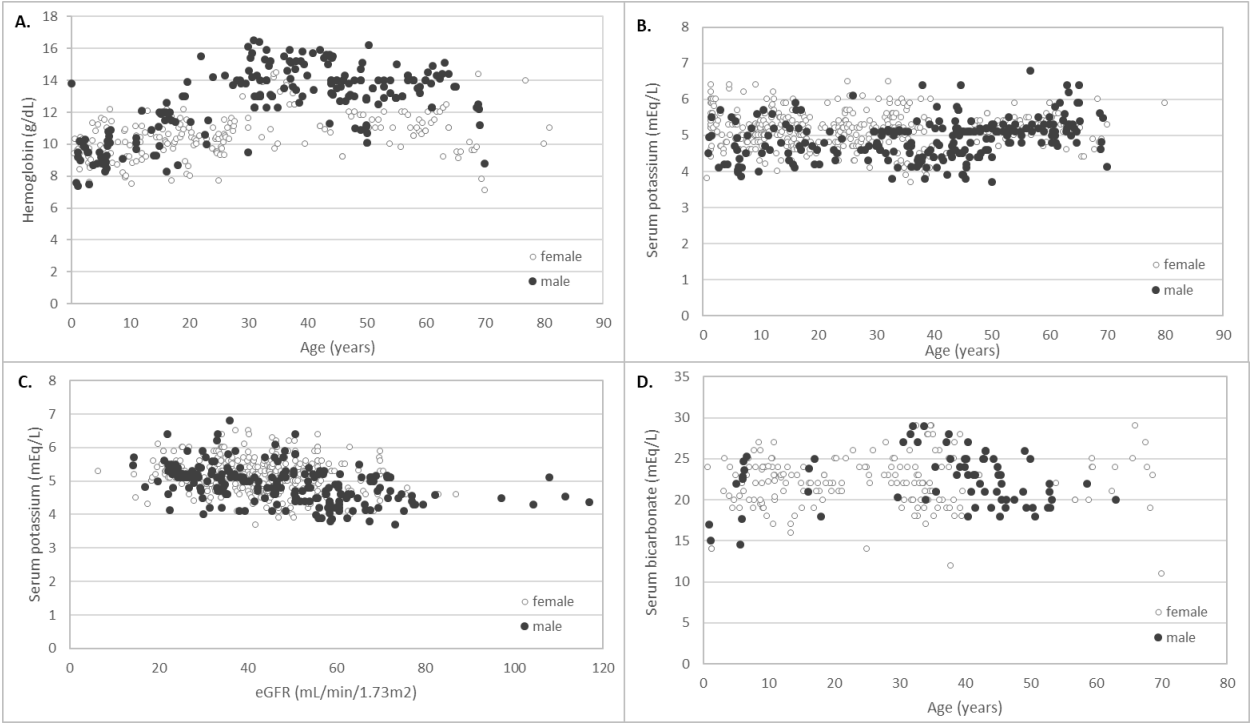 A.
Hemoglobin (g/dL)
18
16
14
12
10
8
6
4
2
0
0 10 20 30 40 50 60 70 80 90
Age (years)
female
male
B.
Serum potassium (mEq/L)
8
7
6
5
4
3
2
1
0
0 10 20 30 40 50 60 70 80 90
Age (years)
female
male
C.
Serum potassium (mEq/L)
8
7
6
5
4
3
2
1
0
0 20 40 60 80 100 120
eGFR (mL/min/1.73m2)
female
male
D.
Serum bicarbonate (mEq/L)
35
30
25
20
15
10
5
0
0 10 20 30 40 50 60 70 80
Age (years)
female
male